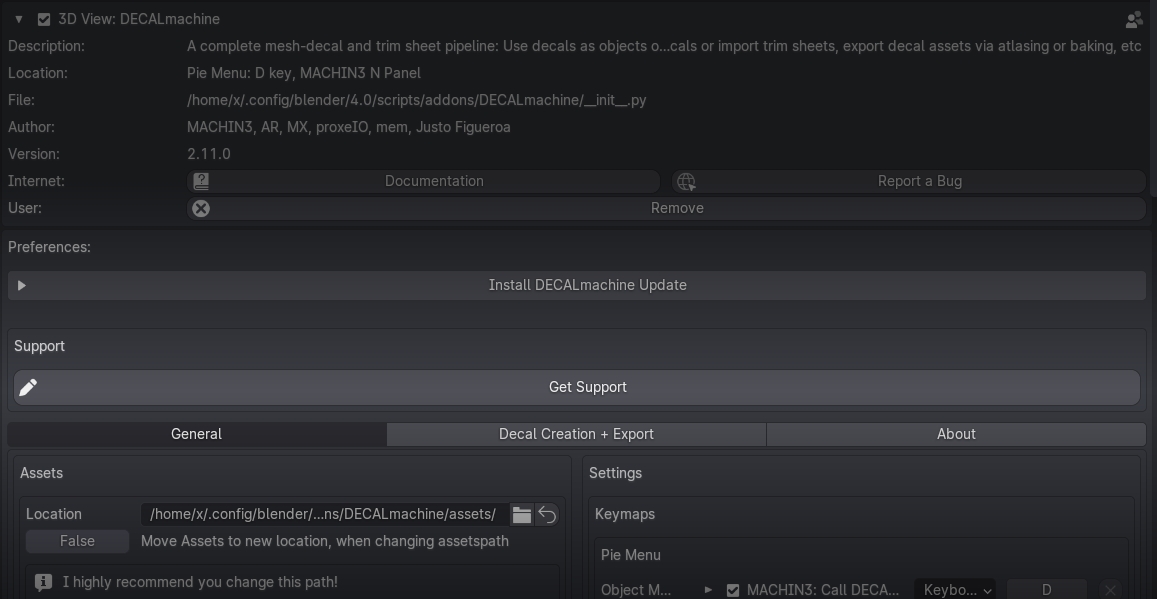 3D View: DECALmachine
Description: A complete mesh-decal and trim sheet pipeline: Use decals as objects o...cals or import trim sheets, export decal assets via atlasing or baking, etc
Location: Pie Menu: D key, MACHIN3 N Panel
File: /home/x/.config/blender/4.0/scripts/addons/DECALmachine/__init__.py
Author: MACHIN3, AR, MX, proxeIO, mem, Justo Figueroa
Version: 2.11.0
Internet: Documentation Report a Bug
User: Remove
Preferences:
Install DECALmachine Update
Support
Get Support
General Decal Creation + Export About
Assets Settings
Location /home/x/.config/blender/...ns/DECALmachine/assets/ Keymaps
False Move Assets to new location, when changing assetspath
Pie Menu
I highly recommend you change this path!
Object M... MACHIN3: Call DECA... Keybo... D